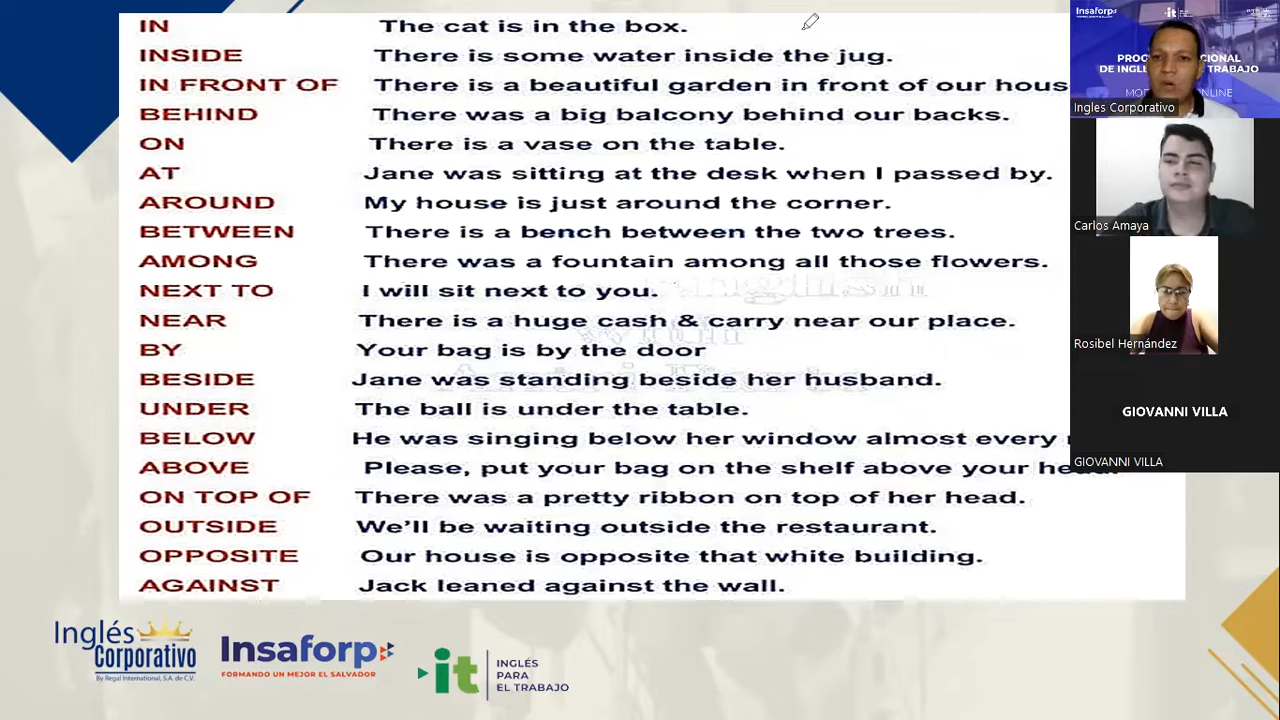 IN The cat is in the box.
INSIDE There is some water inside the jug.
IN FRONT OF There is a beautiful garden in front of our hous
BEHIND There was a big balcony behind our backs.
ON There is a vase on the table.
AT Jane was sitting at the desk when I passed by.
AROUND My house is just around the corner.
BETWEEN There is a bench between the two trees.
AMONG There was a fountain among all those flowers.
NEXT TO I will sit next to you.
NEAR There is a huge cash & carry near our place.
BY Your bag is by the door
BESIDE Jane was standing beside her husband.
UNDER The ball is under the table.
BELOW He was singing below her window almost every
ABOVE Please, put your bag on the shelf above your
ON TOP OF There was a pretty ribbon on top of her head.
OUTSIDE We'll be waiting outside the restaurant.
OPPOSITE Our house is opposite that white building.
AGAINST Jack leaned against the wall.
Insaforp it
TRABAJO
ONLINE
Ingles Corporativo
Carlos Amaya
Rosibel Hernández
GIOVANNI VILLA
GIOVANNI VILLA
Inglés
Corporativo
By Regal International, S.A. de C.V.
Insaforp
FORMANDO UN MEJOR EL SALVADOR
it
INGLÉS
PARA
EL TRABAJO